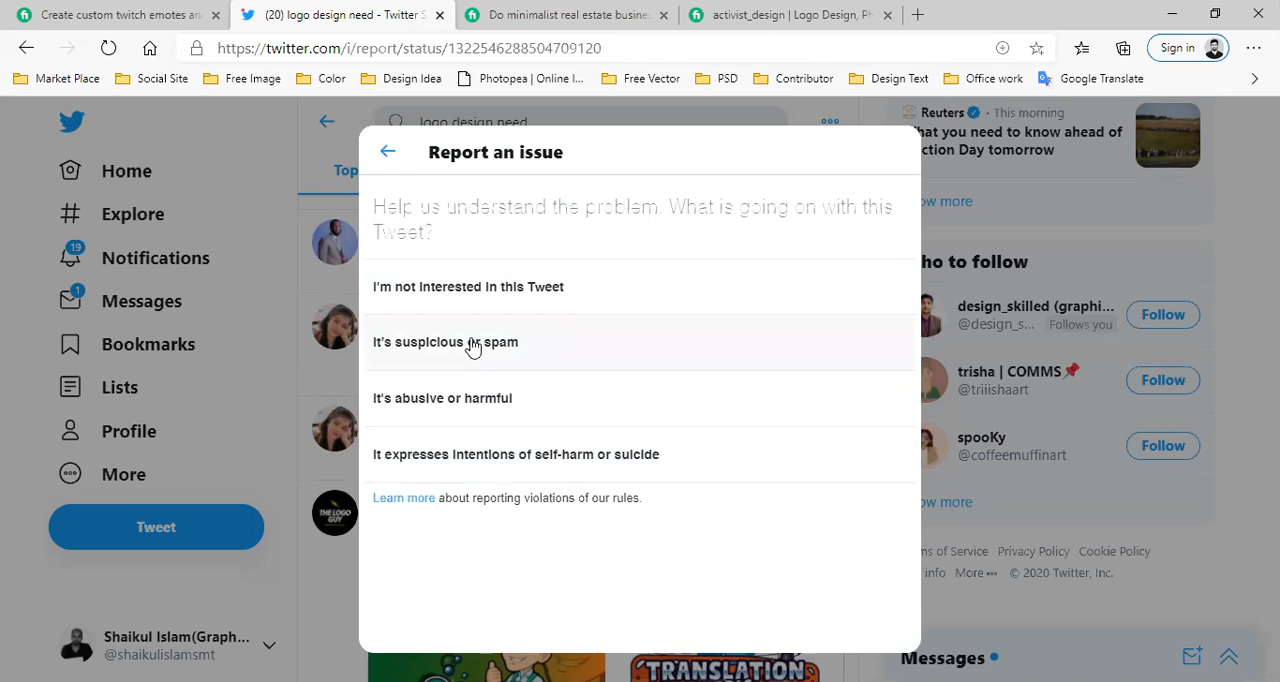 Create custom twitch emotes an
(20) logo design need - Twitter S
Do minimalist real estate busine
activist_design | Logo Design, Ph
https://twitter.com/i/report/status/1322546288504709120
Sign in
Market Place
Social Site
Free Image
Color
Design Idea
Photopea | Online I...
Free Vector
PSD
Contributor
Design Text
Office work
Google Translate
Home
Explore
19
Notifications
1
Messages
Bookmarks
Lists
Profile
More
Tweet
Shaikul Islam(Graph...
@shaikulislamsmt
logo design need
Top
THE LOGO
GUY
Report an issue
Help us understand the problem. What is going on with this
Tweet?
I'm not interested in this Tweet
It's suspicious or spam
It's abusive or harmful
It expresses intentions of self-harm or suicide
Learn more about reporting violations of our rules.
TRANSLATION
Reuters · This morning
hat you need to know ahead of
ction Day tomorrow
ow more
ho to follow
design_skilled (graphi...
@design_s... Follows you
Follow
trisha | COMMS📌
@triiishaart
Follow
spooKy
@coffeemuffinart
Follow
ow more
ms of Service Privacy Policy Cookie Policy
info More ••• © 2020 Twitter, Inc.
Messages